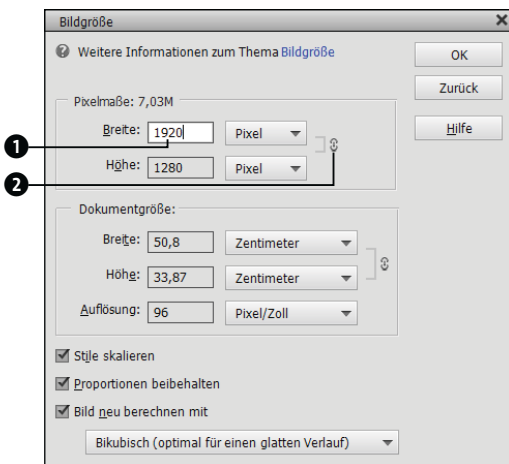 Bildgröße
Weitere Informationen zum Thema Bildgröße
OK
Zurück
Hilfe
Pixelmaße: 7,03M
Breite: 1920 Pixel
Höhe: 1280 Pixel
1
2
Dokumentgröße:
Breite: 50,8 Zentimeter
Höhe: 33,87 Zentimeter
Auflösung: 96 Pixel/Zoll
Stile skalieren
Proportionen beibehalten
Bild neu berechnen mit
Bikubisch (optimal für einen glatten Verlauf)